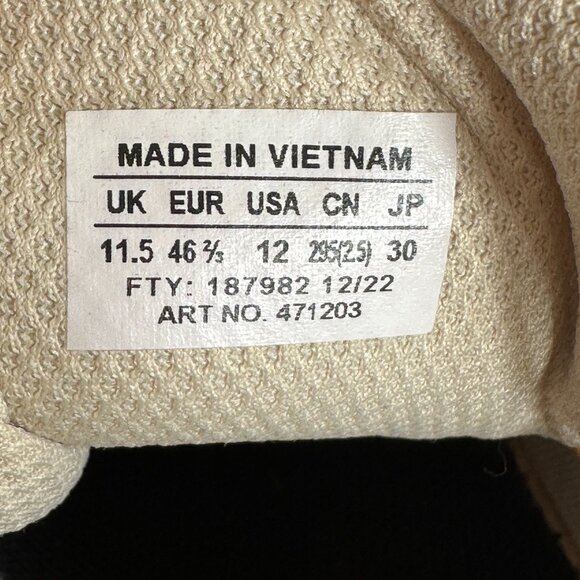 MADE IN VIETNAM
UK EUR USA CN JP
11.5 46 ⅔ 12 295(2.5) 30
FTY: 187982 12/22
ART NO. 471203